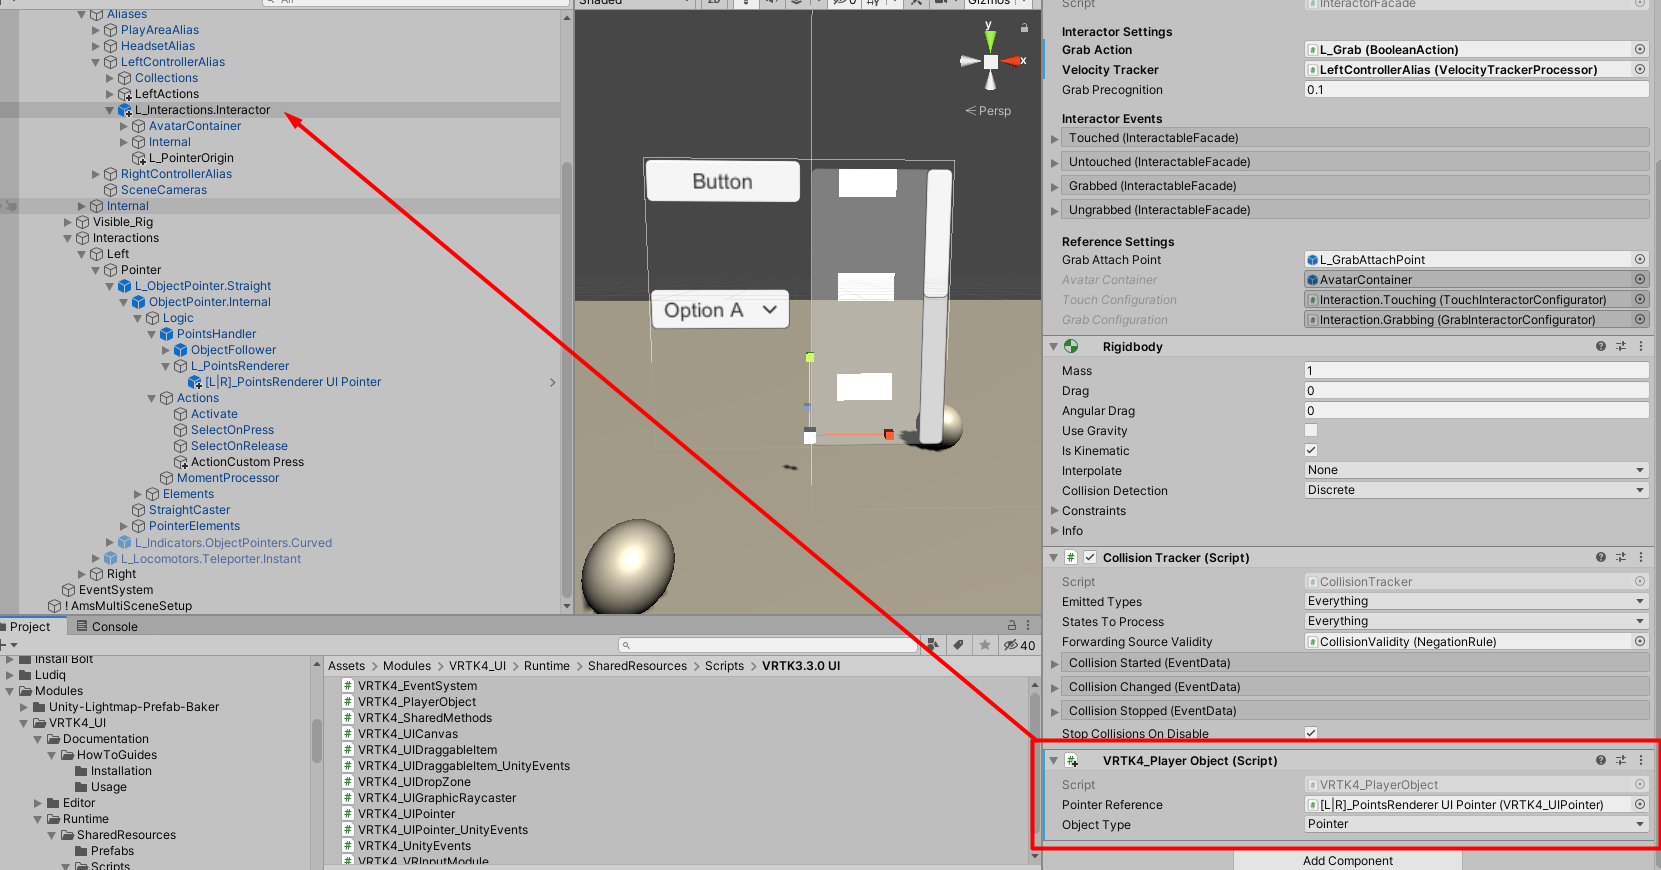 All
Shaded
2D
0
Gizmos
Script
InteractorFacade
Aliases
PlayAreaAlias
HeadsetAlias
LeftControllerAlias
Collections
LeftActions
L_Interactions.Interactor
AvatarContainer
Internal
L_PointerOrigin
RightControllerAlias
SceneCameras
Internal
Visible_Rig
Interactions
Left
Pointer
L_ObjectPointer.Straight
ObjectPointer.Internal
Logic
PointsHandler
ObjectFollower
L_PointsRenderer
[L|R]_PointsRenderer UI Pointer
Actions
Activate
SelectOnPress
SelectOnRelease
ActionCustom Press
MomentProcessor
Elements
StraightCaster
PointerElements
L_Indicators.ObjectPointers.Curved
L_Locomotors.Teleporter.Instant
Right
EventSystem
! AmsMultiSceneSetup
y
x
Persp
Button
Option A
Interactor Settings
Grab Action L_Grab (BooleanAction)
Velocity Tracker LeftControllerAlias (VelocityTrackerProcessor)
Grab Precognition 0.1
Interactor Events
Touched (InteractableFacade)
Untouched (InteractableFacade)
Grabbed (InteractableFacade)
Ungrabbed (InteractableFacade)
Reference Settings
Grab Attach Point L_GrabAttachPoint
Avatar Container AvatarContainer
Touch Configuration Interaction.Touching (TouchInteractorConfigurator)
Grab Configuration Interaction.Grabbing (GrabInteractorConfigurator)
Rigidbody
Mass 1
Drag 0
Angular Drag 0
Use Gravity
Is Kinematic
Interpolate None
Collision Detection Discrete
Constraints
Info
# Collision Tracker (Script)
Script # CollisionTracker
Emitted Types Everything
States To Process Everything
Forwarding Source Validity CollisionValidity (NegationRule)
Collision Started (EventData)
Collision Changed (EventData)
Collision Stopped (EventData)
Stop Collisions On Disable
VRTK4_Player Object (Script)
Script VRTK4_PlayerObject
Pointer Reference [L|R]_PointsRenderer UI Pointer (VRTK4_UIPointer)
Object Type Pointer
Add Component
Project Console
40
Install Bolt
Ludiq
Modules
Unity-Lightmap-Prefab-Baker
VRTK4_UI
Documentation
HowToGuides
Installation
Usage
Editor
Runtime
SharedResources
Prefabs
Scripts
Assets > Modules > VRTK4_UI > Runtime > SharedResources > Scripts > VRTK3.3.0 UI
# VRTK4_EventSystem
# VRTK4_PlayerObject
# VRTK4_SharedMethods
# VRTK4_UICanvas
# VRTK4_UIDraggableItem
# VRTK4_UIDraggableItem_UnityEvents
# VRTK4_UIDropZone
# VRTK4_UIGraphicRaycaster
# VRTK4_UIPointer
# VRTK4_UIPointer_UnityEvents
# VRTK4_UnityEvents
# VRTK4_VRInputModule